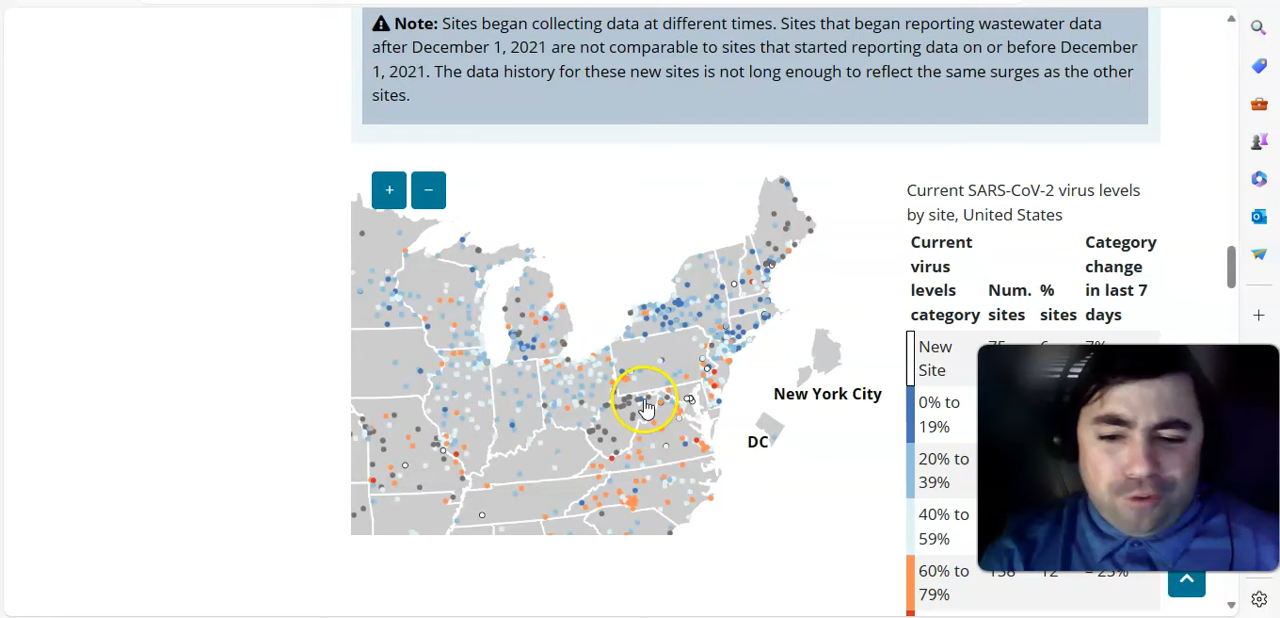 Note: Sites began collecting data at different times. Sites that began reporting wastewater data
after December 1, 2021 are not comparable to sites that started reporting data on or before December
1, 2021. The data history for these new sites is not long enough to reflect the same surges as the other
sites.
+ −
Current SARS-CoV-2 virus levels
by site, United States
Current
virus
levels
category
Num.
sites
%
sites
Category
change
in last 7
days
New
Site
0% to
19%
20% to
39%
40% to
59%
60% to
79%
New York City
DC